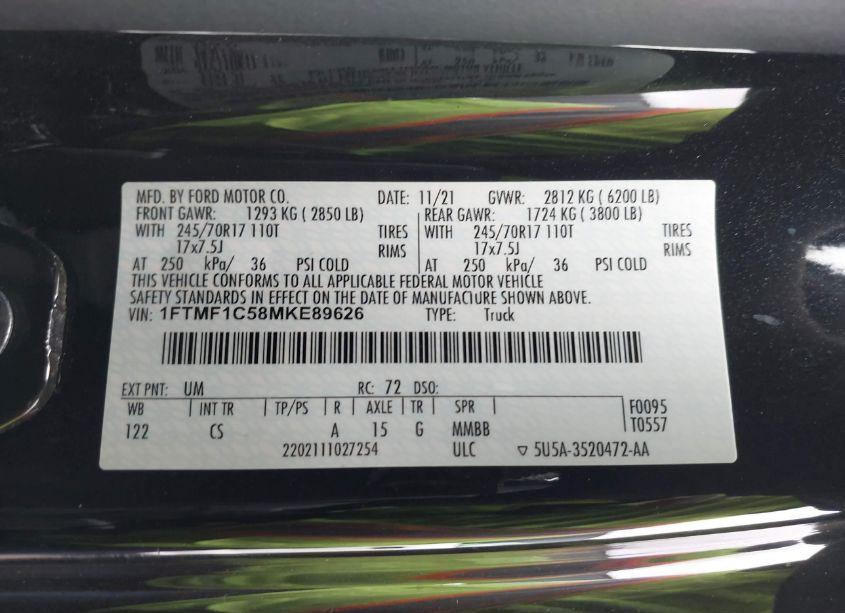 MFD. BY FORD MOTOR CO. DATE: 11/21 GVWR: 2812 KG ( 6200 LB)
FRONT GAWR: 1293 KG ( 2850 LB) REAR GAWR: 1724 KG ( 3800 LB)
WITH 245/70R17 110T TIRES WITH 245/70R17 110T TIRES
17x7.5J RIMS 17x7.5J RIMS
AT 250 kPa/ 36 PSI COLD AT 250 kPa/ 36 PSI COLD
THIS VEHICLE CONFORMS TO ALL APPLICABLE FEDERAL MOTOR VEHICLE
SAFETY STANDARDS IN EFFECT ON THE DATE OF MANUFACTURE SHOWN ABOVE.
VIN: 1FTMF1C58MKE89626 TYPE: Truck
EXT PNT: UM RC: 72 DSO:
WB INT TR TP/PS R AXLE TR SPR F0095
122 CS A 15 G MMBB T0557
2202111027254 ULC ▽ 5U5A-3520472-AA